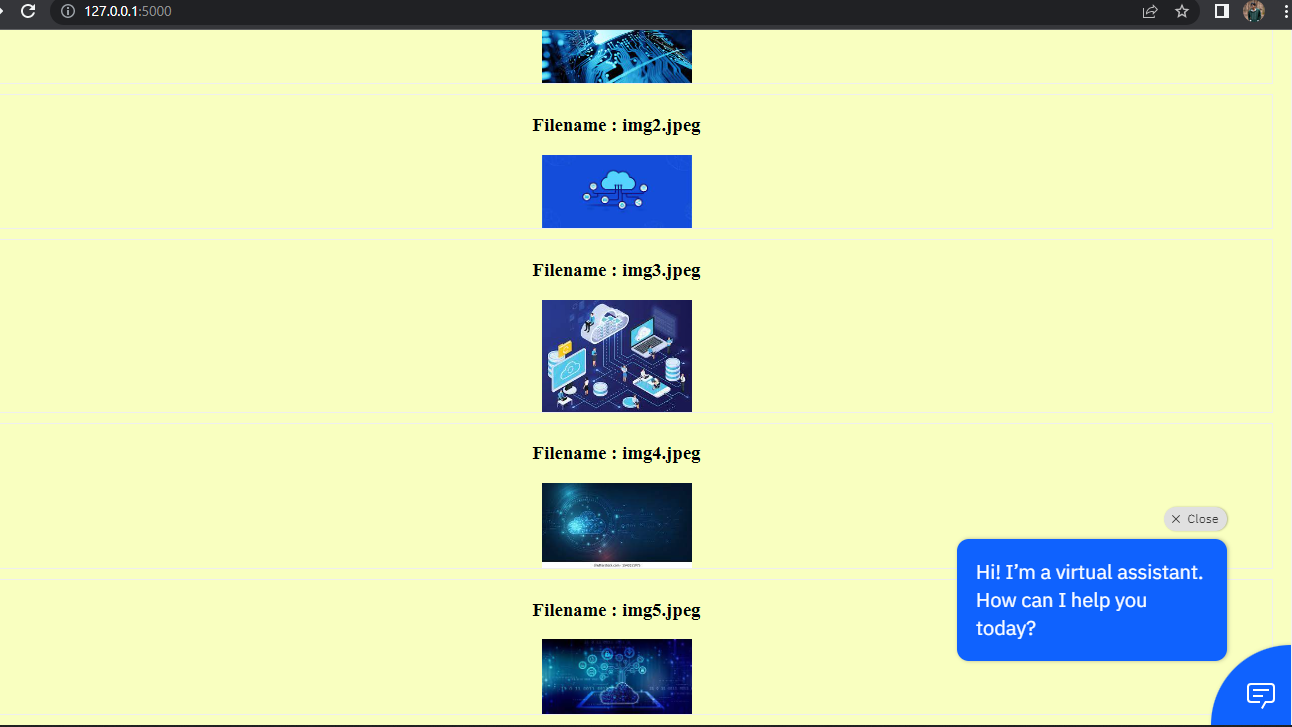 127.0.0.1:5000
Filename : img2.jpeg
Filename : img3.jpeg
Filename : img4.jpeg
× Close
Hi! I’m a virtual assistant.
How can I help you
today?
Filename : img5.jpeg